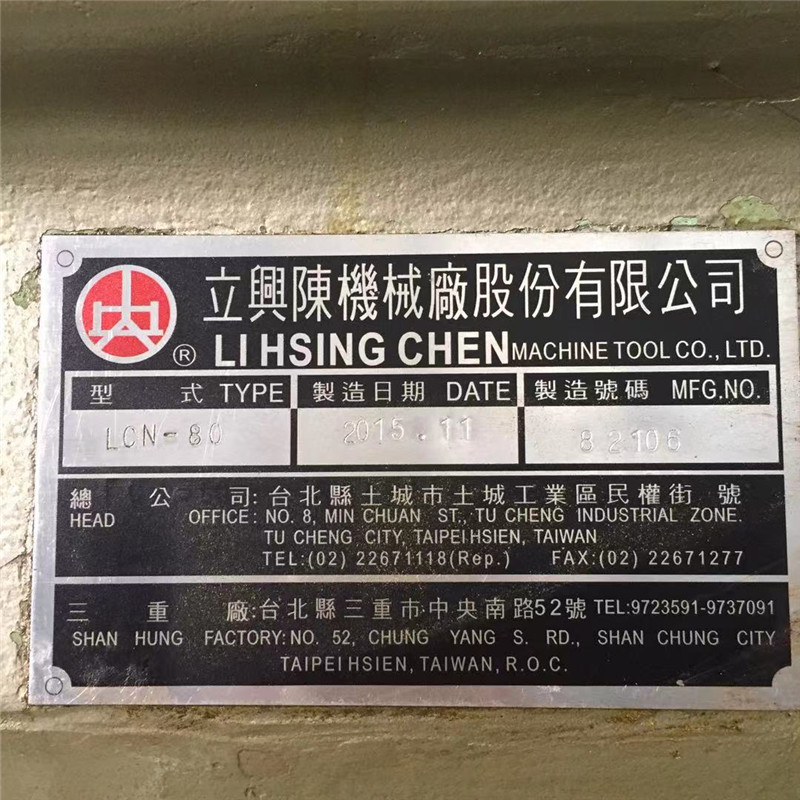 立興陳機械廠股份有限公司
® LI HSING CHEN MACHINE TOOL CO., LTD.
型 式 TYPE 製造日期 DATE 製造號碼 MFG.NO.
LCN-80 2015.11 82106
總 公 司: 台北縣土城市土城工業區民權街 號
HEAD OFFICE: NO. 8, MIN CHUAN ST., TU CHENG INDUSTRIAL ZONE.
TU CHENG CITY, TAIPEI HSIEN, TAIWAN
TEL:(02) 22671118(Rep.) FAX:(02) 22671277
三 重 廠:台北縣三重市中央南路52號 TEL:9723591-9737091
SHAN HUNG FACTORY: NO. 52, CHUNG YANG S. RD., SHAN CHUNG CITY
TAIPEI HSIEN, TAIWAN, R.O.C.